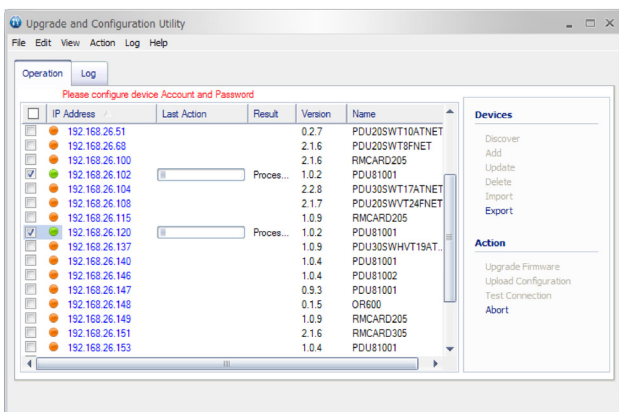 Upgrade and Configuration Utility
File Edit View Action Log Help
Operation Log
Please configure device Account and Password
IP Address Last Action Result Version Name
192.168.26.51 0.2.7 PDU20SWT10ATNET
192.168.26.68 2.1.6 PDU20SWT8FNET
192.168.26.100 2.1.6 RMCARD205
192.168.26.102 Proces... 1.0.2 PDU81001
192.168.26.104 2.2.8 PDU30SWT17ATNET
192.168.26.108 2.1.7 PDU20SWVT24FNET
192.168.26.115 1.0.9 RMCARD205
192.168.26.120 Proces... 1.0.2 PDU81001
192.168.26.137 1.0.9 PDU30SWHVT19AT...
192.168.26.140 1.0.4 PDU81001
192.168.26.146 1.0.4 PDU81002
192.168.26.147 0.9.3 PDU81001
192.168.26.148 0.1.5 OR600
192.168.26.149 1.0.9 RMCARD205
192.168.26.151 2.1.6 RMCARD305
192.168.26.153 1.0.4 PDU81001
Devices
Discover
Add
Update
Delete
Import
Export
Action
Upgrade Firmware
Upload Configuration
Test Connection
Abort